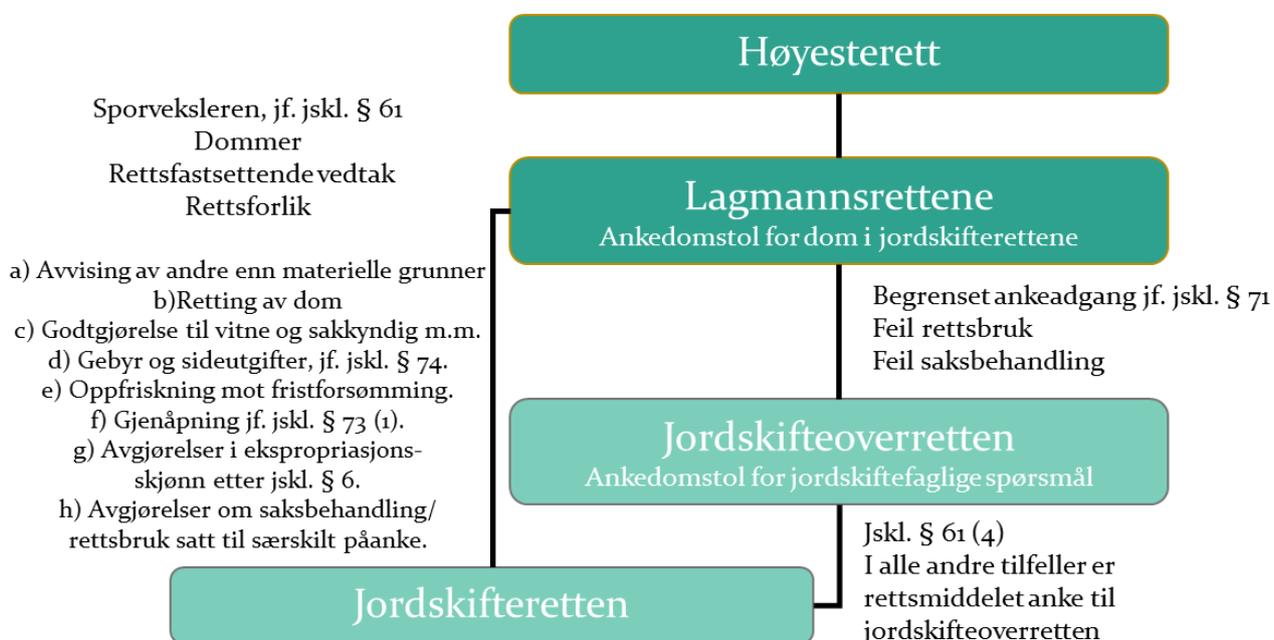 Høyesterett
Sporveksleren, jf. jskl. § 61
Dommer
Rettsfastsettende vedtak
Rettsforlik
Lagmannsrettene
Ankedomstol for dom i jordskifterettene
a) Avvising av andre enn materielle grunner
b)Retting av dom
c) Godtgjørelse til vitne og sakkyndig m.m.
d) Gebyr og sideutgifter, jf. jskl. § 74.
e) Oppfriskning mot fristforsømming.
f) Gjenåpning jf. jskl. § 73 (1).
g) Avgjørelser i ekspropriasjons-
skjønn etter jskl. § 6.
h) Avgjørelser om saksbehandling/
rettsbruk satt til særskilt påanke.
Begrenset ankeadgang jf. jskl. § 71
Feil rettsbruk
Feil saksbehandling
Jordskifteoverretten
Ankedomstol for jordskiftefaglige spørsmål
Jskl. § 61 (4)
I alle andre tilfeller er
rettsmiddelet anke til
jordskifteoverretten
Jordskifteretten